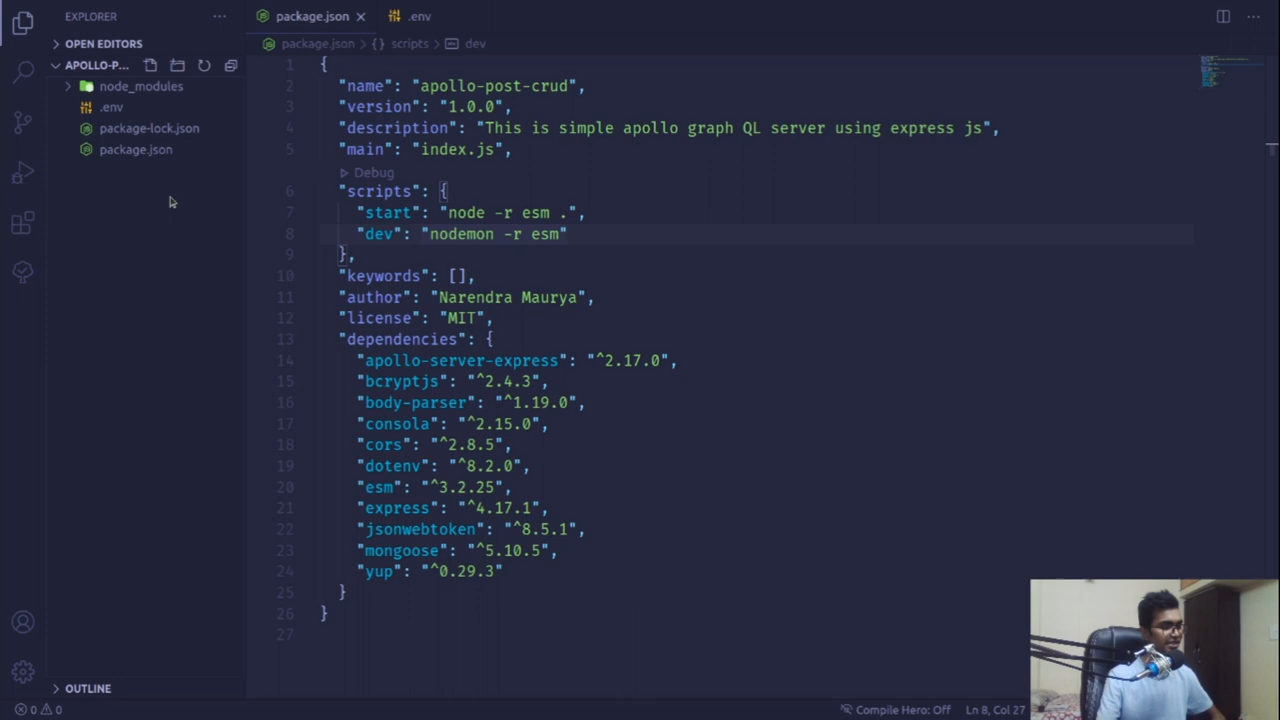 EXPLORER
package.json
.env
OPEN EDITORS
package.json
scripts
dev
APOLLO-P...
node_modules
.env
package-lock.json
package.json
1 {
2 "name": "apollo-post-crud",
3 "version": "1.0.0",
4 "description": "This is simple apollo graph QL server using express js",
5 "main": "index.js",
Debug
6 "scripts": {
7 "start": "node -r esm .",
8 "dev": "nodemon -r esm"
9 },
10 "keywords": [],
11 "author": "Narendra Maurya",
12 "license": "MIT",
13 "dependencies": {
14 "apollo-server-express": "^2.17.0",
15 "bcryptjs": "^2.4.3",
16 "body-parser": "^1.19.0",
17 "consola": "^2.15.0",
18 "cors": "^2.8.5",
19 "dotenv": "^8.2.0",
20 "esm": "^3.2.25",
21 "express": "^4.17.1",
22 "jsonwebtoken": "^8.5.1",
23 "mongoose": "^5.10.5",
24 "yup": "^0.29.3"
25 }
26 }
27
OUTLINE
0 0
Compile Hero: Off
Ln 8, Col 27